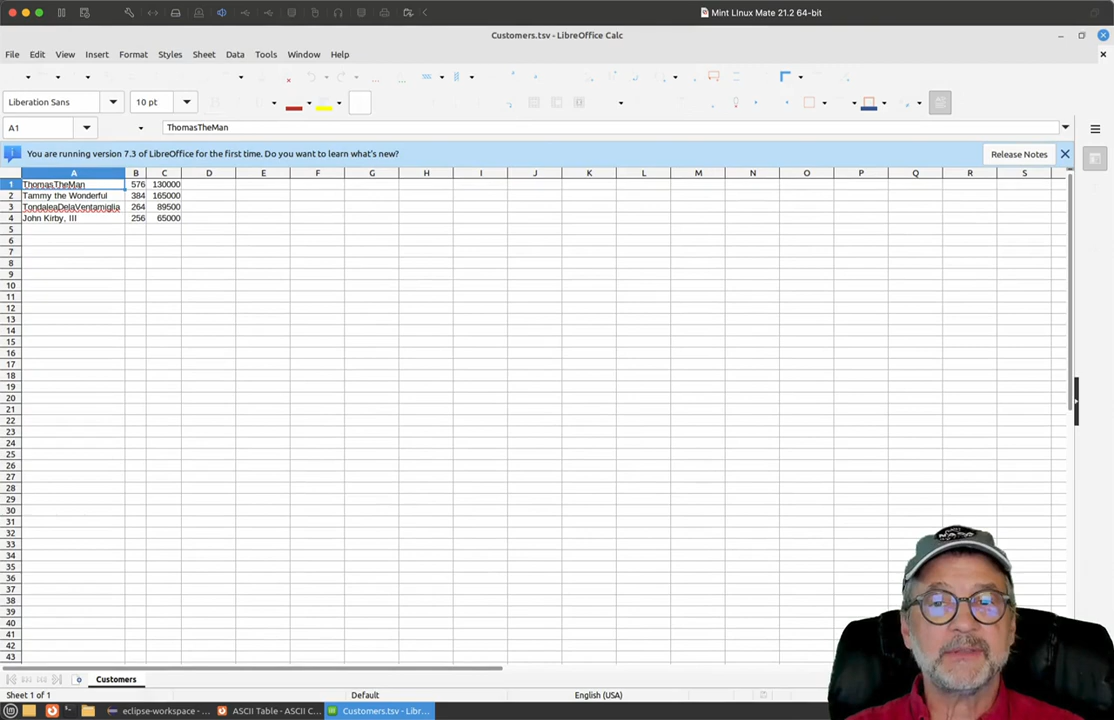 Mint LInux Mate 21.2 64-bit
Customers.tsv - LibreOffice Calc
File Edit View Insert Format Styles Sheet Data Tools Window Help
Liberation Sans 10 pt
A1 ThomasTheMan
You are running version 7.3 of LibreOffice for the first time. Do you want to learn what's new? Release Notes
A B C D E F G H I J K L M N O P Q R S
1 ThomasTheMan 576 130000
2 Tammy the Wonderful 384 165000
3 TondaleaDelaVentamiglia 264 89500
4 John Kirby, III 256 65000
5
6
7
8
9
10
11
12
13
14
15
16
17
18
19
20
21
22
23
24
25
26
27
28
29
30
31
32
33
34
35
36
37
38
39
40
41
42
43
Customers
Sheet 1 of 1 Default English (USA)
eclipse-workspace - ... ASCII Table - ASCII C... Customers.tsv - Libr...